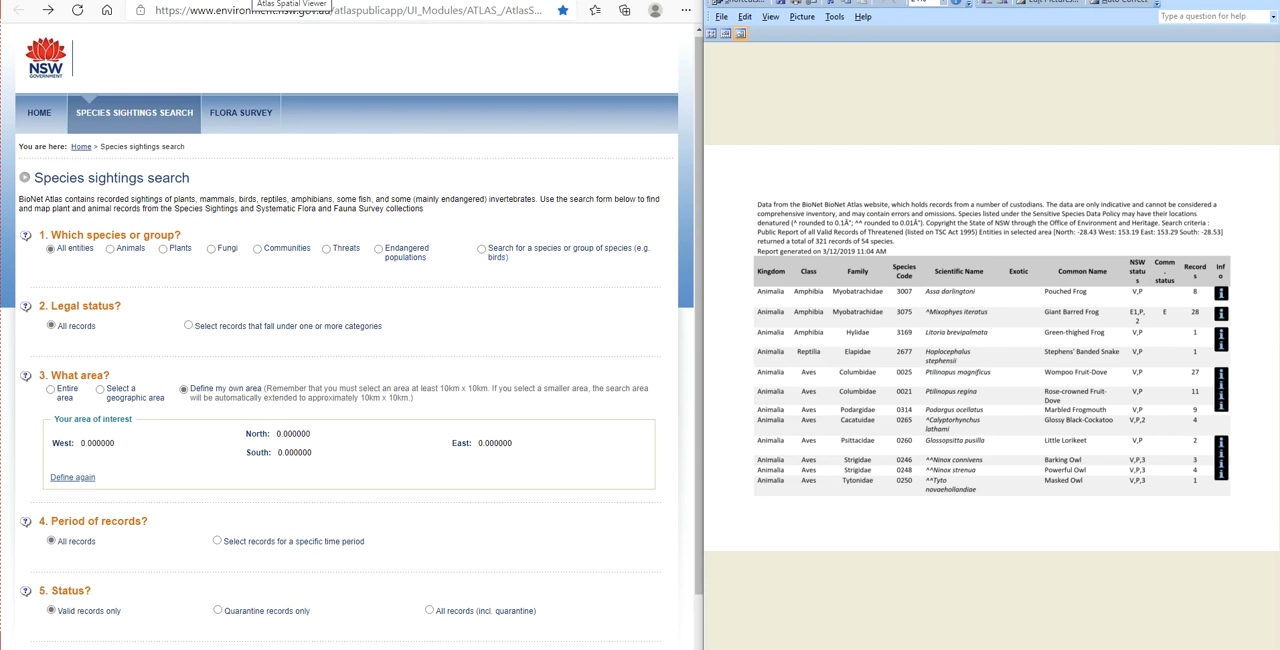 Atlas Spatial Viewer
https://www.environment.nsw.gov.au/atlaspublicapp/UI_Modules/ATLAS_/AtlasS...
NSW
GOVERNMENT
HOME
SPECIES SIGHTINGS SEARCH
FLORA SURVEY
You are here: Home > Species sightings search
Species sightings search
BioNet Atlas contains recorded sightings of plants, mammals, birds, reptiles, amphibians, some fish, and some (mainly endangered) invertebrates. Use the search form below to find
and map plant and animal records from the Species Sightings and Systematic Flora and Fauna Survey collections
1. Which species or group?
All entities Animals Plants Fungi Communities Threats Endangered populations Search for a species or group of species (e.g. birds)
2. Legal status?
All records Select records that fall under one or more categories
3. What area?
Entire area Select a geographic area Define my own area (Remember that you must select an area at least 10km x 10km. If you select a smaller area, the search area
will be automatically extended to approximately 10km x 10km.)
Your area of interest
North: 0.000000
West: 0.000000 East: 0.000000
South: 0.000000
Define again
4. Period of records?
All records Select records for a specific time period
5. Status?
Valid records only Quarantine records only All records (incl. quarantine)
File Edit View Picture Tools Help
Type a question for help
Data from the BioNet BioNet Atlas website, which holds records from a number of custodians. The data are only indicative and cannot be considered a
comprehensive inventory, and may contain errors and omissions. Species listed under the Sensitive Species Data Policy may have their locations
denatured (^ rounded to 0.1Â°; ^^ rounded to 0.01Â°). Copyright the State of NSW through the Office of Environment and Heritage. Search criteria :
Public Report of all Valid Records of Threatened (listed on TSC Act 1995) Entities in selected area [North: -28.43 West: 153.19 East: 153.29 South: -28.53]
returned a total of 321 records of 54 species.
Report generated on 3/12/2019 11:04 AM
Kingdom Class Family Species Code Scientific Name Exotic Common Name NSW status Comm. status Records Info
Animalia Amphibia Myobatrachidae 3007 Assa darlingtoni Pouched Frog V,P 8
Animalia Amphibia Myobatrachidae 3075 ^Mixophyes iteratus Giant Barred Frog E1,P,2 E 28
Animalia Amphibia Hylidae 3169 Litoria brevipalmata Green-thighed Frog V,P 1
Animalia Reptilia Elapidae 2677 Hoplocephalus stephensii Stephens' Banded Snake V,P 1
Animalia Aves Columbidae 0025 Ptilinopus magnificus Wompoo Fruit-Dove V,P 27
Animalia Aves Columbidae 0021 Ptilinopus regina Rose-crowned Fruit-Dove V,P 11
Animalia Aves Podargidae 0314 Podargus ocellatus Marbled Frogmouth V,P 9
Animalia Aves Cacatuidae 0265 ^Calyptorhynchus lathami Glossy Black-Cockatoo V,P,2 4
Animalia Aves Psittacidae 0260 Glossopsitta pusilla Little Lorikeet V,P 2
Animalia Aves Strigidae 0246 ^^Ninox connivens Barking Owl V,P,3 3
Animalia Aves Strigidae 0248 ^^Ninox strenua Powerful Owl V,P,3 4
Animalia Aves Tytonidae 0250 ^^Tyto novaehollandiae Masked Owl V,P,3 1